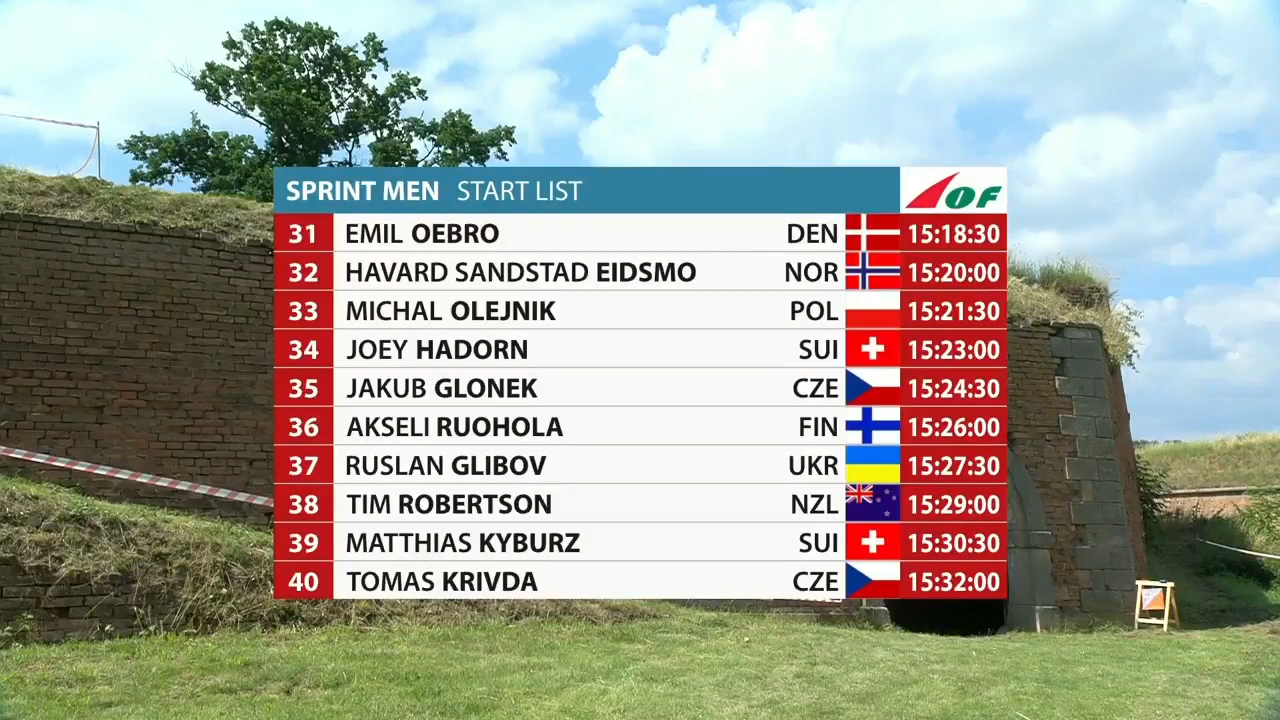 SPRINT MEN START LIST IOF
31 EMIL OEBRO DEN 15:18:30
32 HAVARD SANDSTAD EIDSMO NOR 15:20:00
33 MICHAL OLEJNIK POL 15:21:30
34 JOEY HADORN SUI 15:23:00
35 JAKUB GLONEK CZE 15:24:30
36 AKSELI RUOHOLA FIN 15:26:00
37 RUSLAN GLIBOV UKR 15:27:30
38 TIM ROBERTSON NZL 15:29:00
39 MATTHIAS KYBURZ SUI 15:30:30
40 TOMAS KRIVDA CZE 15:32:00